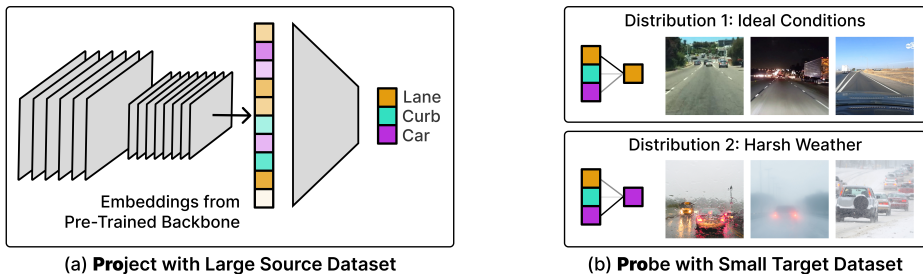 Embeddings from
Pre-Trained Backbone
Lane
Curb
Car
(a) Project with Large Source Dataset
Distribution 1: Ideal Conditions
Distribution 2: Harsh Weather
(b) Probe with Small Target Dataset